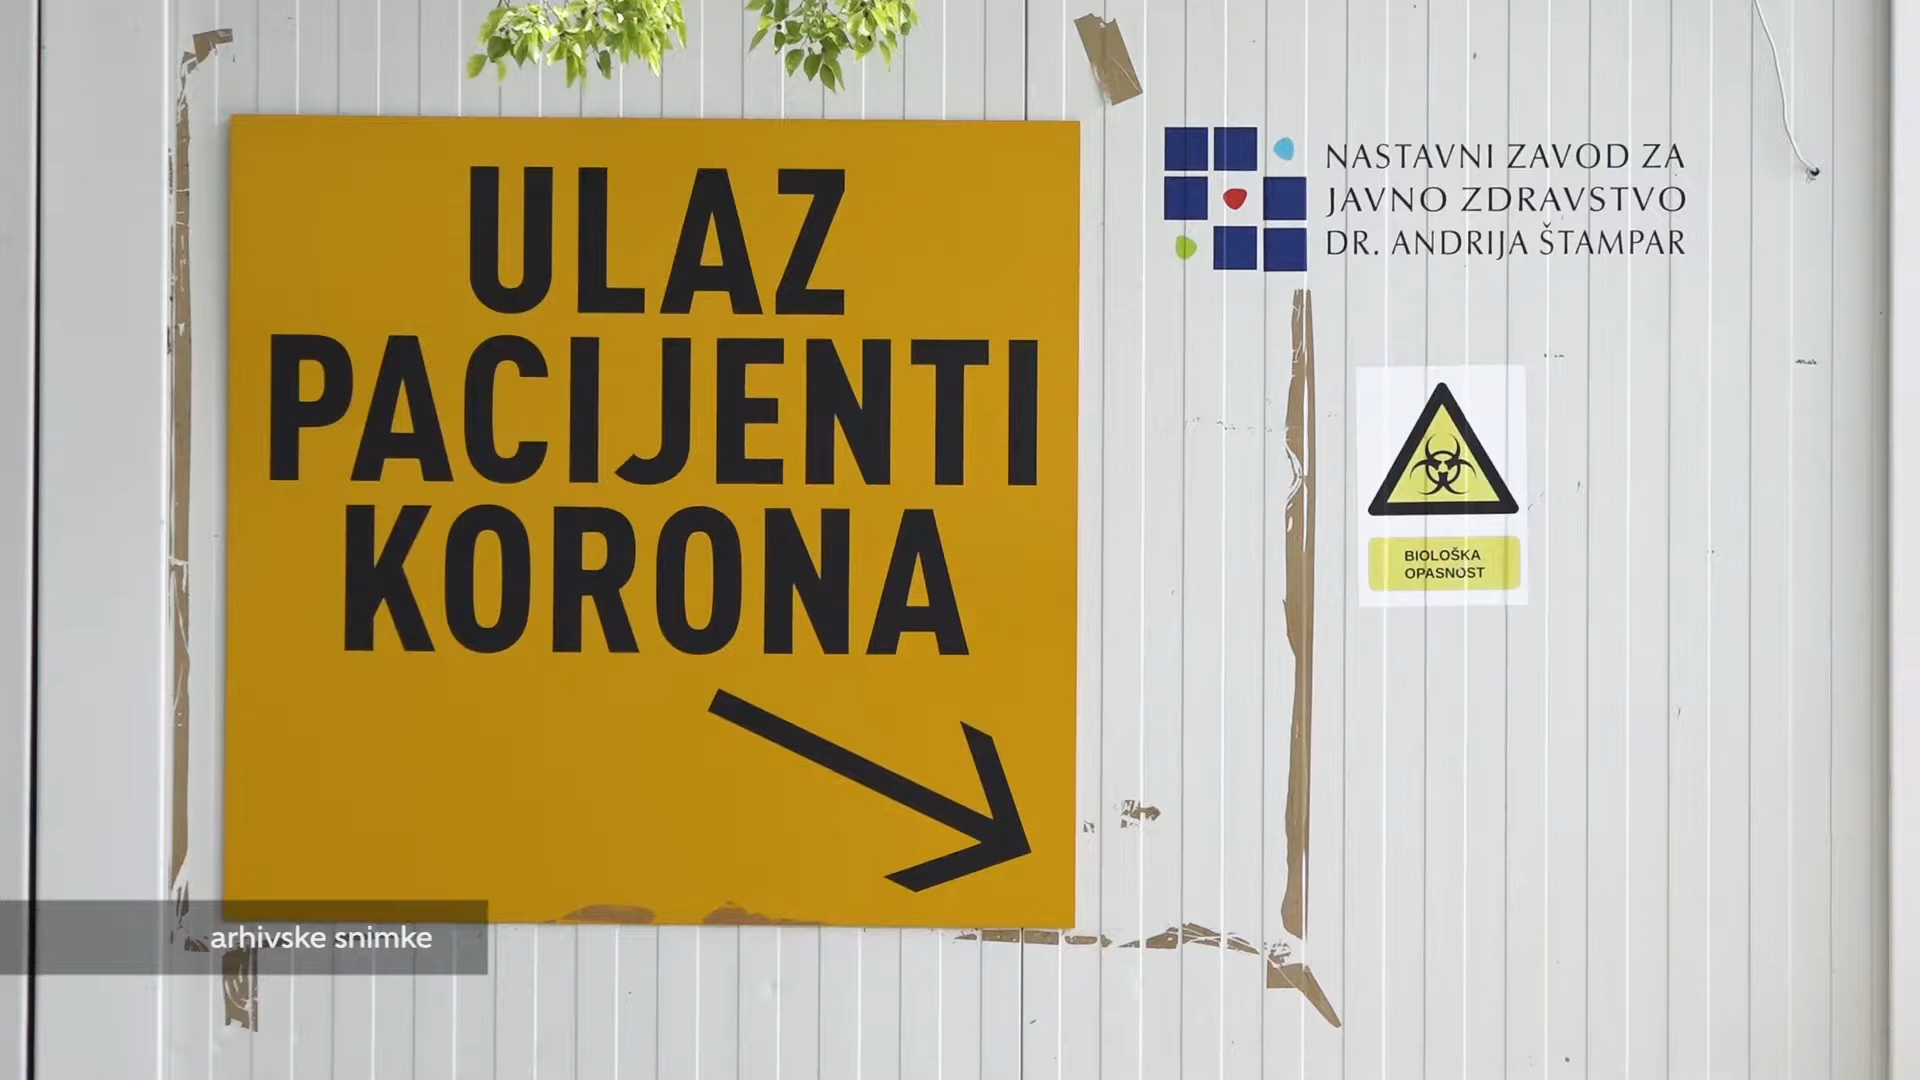 ULAZ
PACIJENTI
KORONA
NASTAVNI ZAVOD ZA
JAVNO ZDRAVSTVO
DR. ANDRIJA ŠTAMPAR
BIOLOŠKA
OPASNOST
arhivske snimke